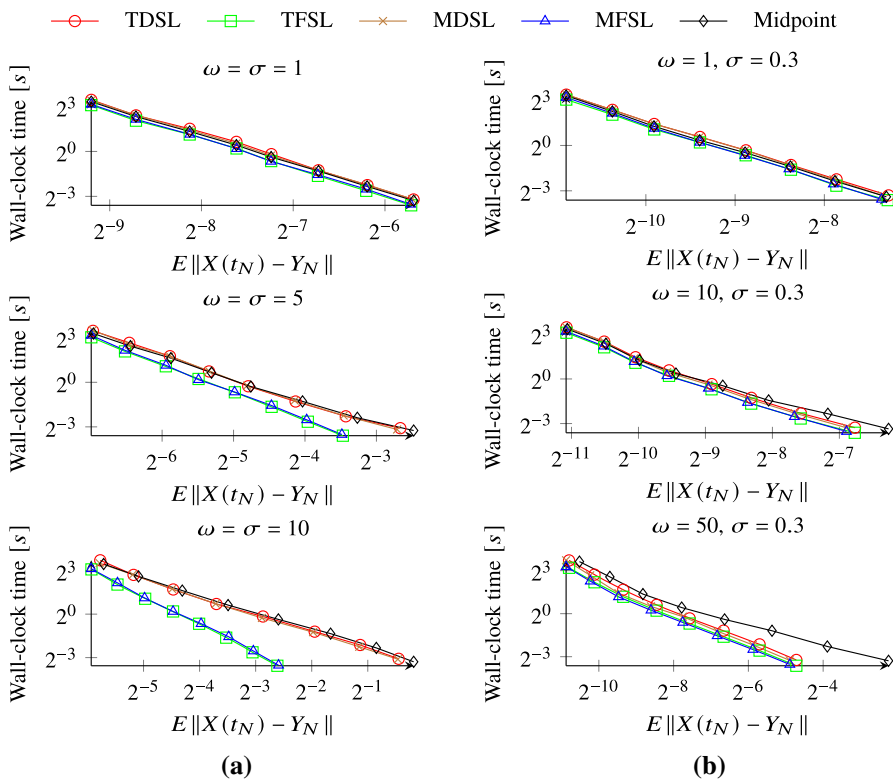 TDSL TFSL MDSL MFSL Midpoint
ω = σ = 1
Wall-clock time [s]
2^3
2^0
2^−3
2^−9 2^−8 2^−7 2^−6
E‖X(t_N) − Y_N‖
ω = 1, σ = 0.3
Wall-clock time [s]
2^3
2^0
2^−3
2^−10 2^−9 2^−8
E‖X(t_N) − Y_N‖
ω = σ = 5
Wall-clock time [s]
2^3
2^0
2^−3
2^−6 2^−5 2^−4 2^−3
E‖X(t_N) − Y_N‖
ω = 10, σ = 0.3
Wall-clock time [s]
2^3
2^0
2^−3
2^−11 2^−10 2^−9 2^−8 2^−7
E‖X(t_N) − Y_N‖
ω = σ = 10
Wall-clock time [s]
2^3
2^0
2^−3
2^−5 2^−4 2^−3 2^−2 2^−1
E‖X(t_N) − Y_N‖
ω = 50, σ = 0.3
Wall-clock time [s]
2^3
2^0
2^−3
2^−10 2^−8 2^−6 2^−4
E‖X(t_N) − Y_N‖
(a) (b)